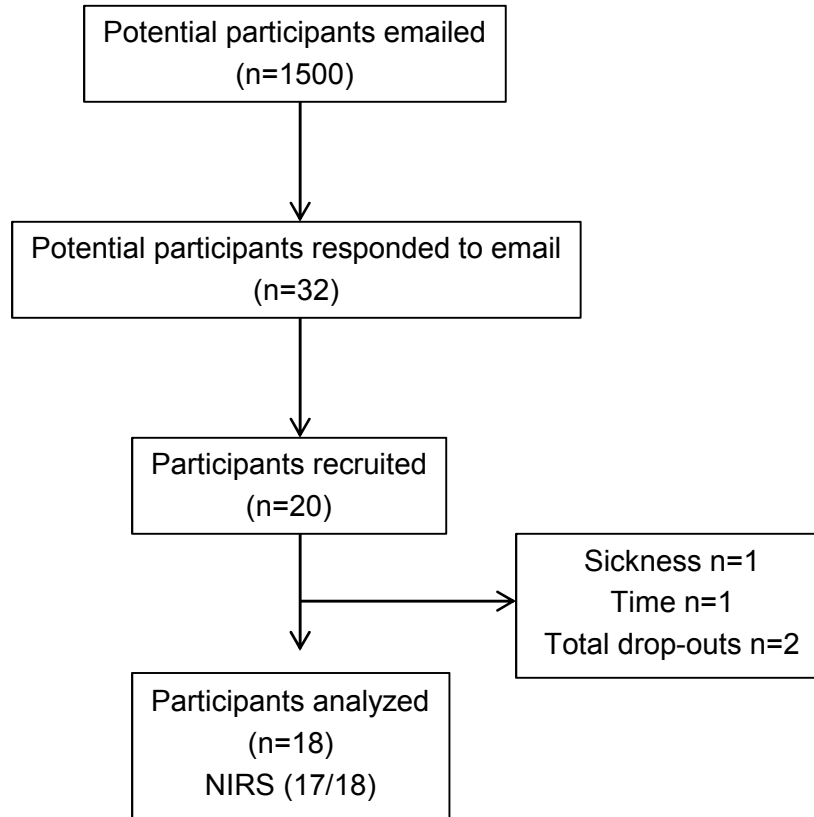 Potential participants emailed
(n=1500)
Potential participants responded to email
(n=32)
Participants recruited
(n=20)
Sickness n=1
Time n=1
Total drop-outs n=2
Participants analyzed
(n=18)
NIRS (17/18)